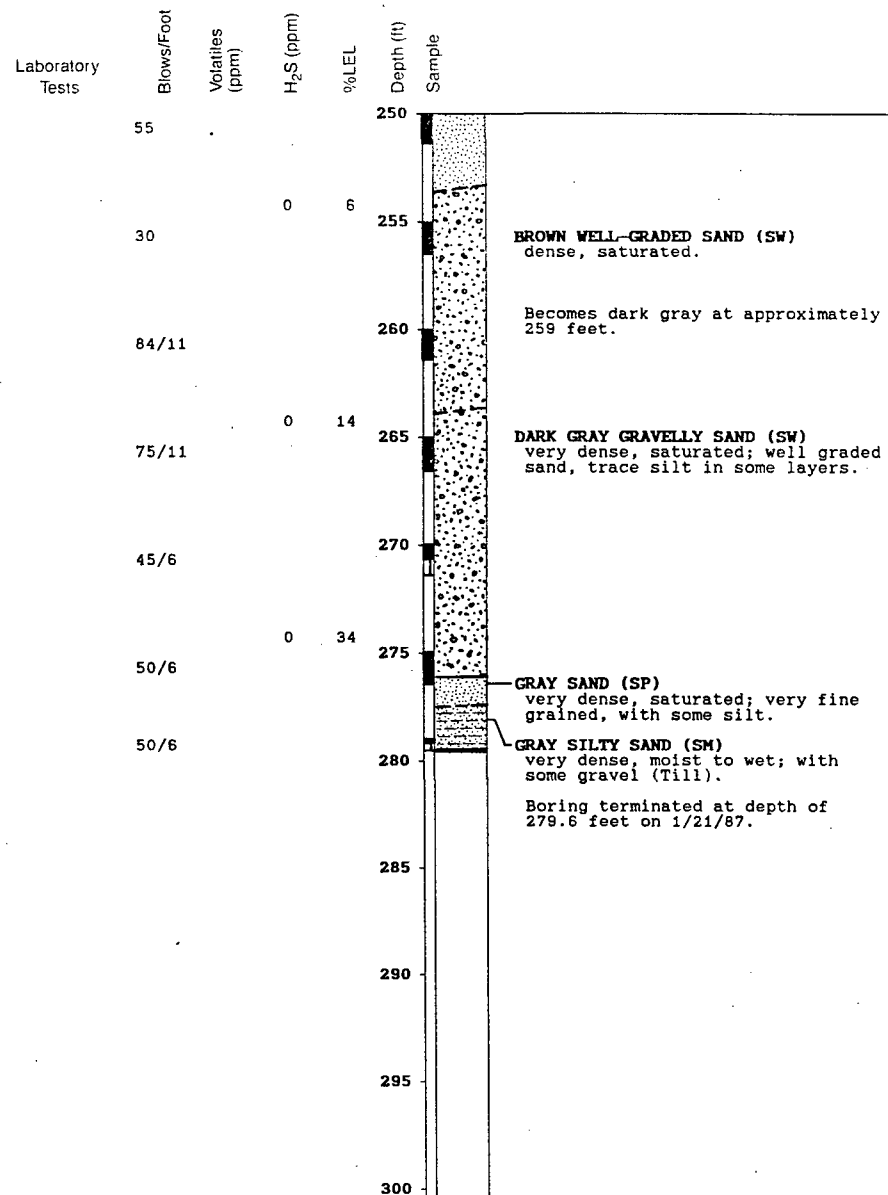 Laboratory
Tests
Blows/Foot
Volatiles
(ppm)
H₂S (ppm)
%LEL
Depth (ft)
Sample
250
55
0 6
255
30
BROWN WELL-GRADED SAND (SW)
dense, saturated.
Becomes dark gray at approximately
259 feet.
260
84/11
0 14
265
75/11
DARK GRAY GRAVELLY SAND (SW)
very dense, saturated; well graded
sand, trace silt in some layers.
270
45/6
0 34
275
50/6
GRAY SAND (SP)
very dense, saturated; very fine
grained, with some silt.
50/6
GRAY SILTY SAND (SM)
very dense, moist to wet; with
some gravel (Till).
280
Boring terminated at depth of
279.6 feet on 1/21/87.
285
290
295
300